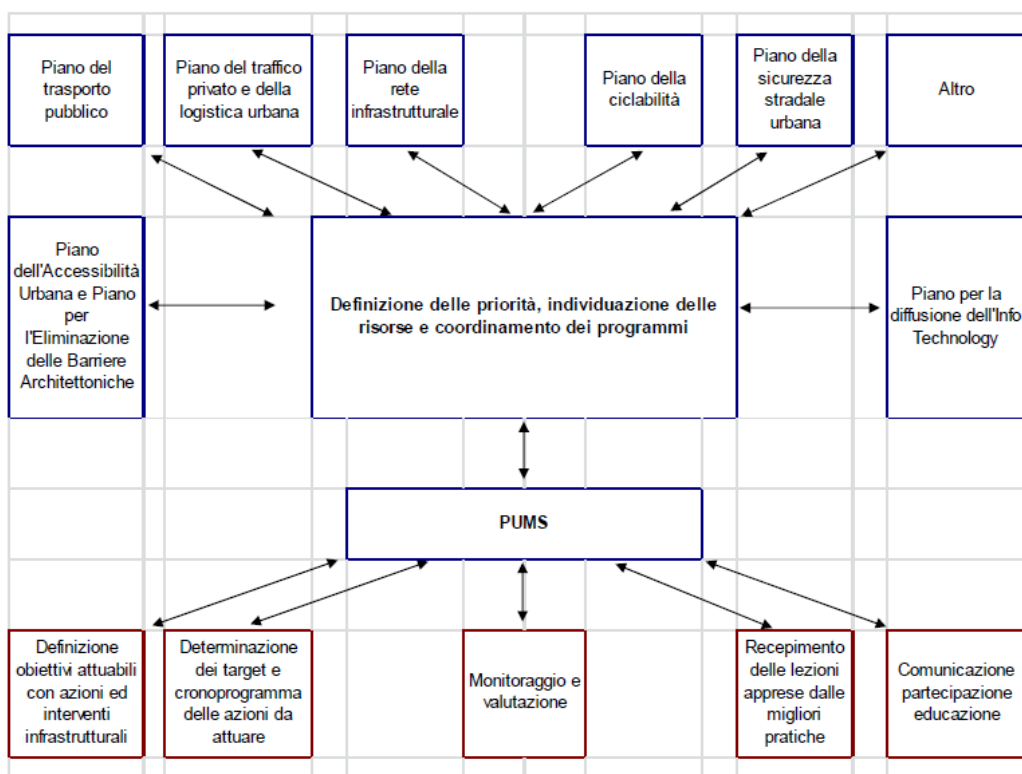 Piano del
trasporto
pubblico
Piano del traffico
privato e della
logistica urbana
Piano della
rete
infrastrutturale
Piano della
ciclabilità
Piano della
sicurezza
stradale
urbana
Altro
Piano
dell'Accessibilità
Urbana e Piano
per
l'Eliminazione
delle Barriere
Architettoniche
Definizione delle priorità, individuazione delle
risorse e coordinamento dei programmi
Piano per la
diffusione dell'Info
Technology
PUMS
Definizione
obiettivi attuabili
con azioni ed
interventi
infrastrutturali
Determinazione
dei target e
cronoprogramma
delle azioni da
attuare
Monitoraggio e
valutazione
Recepimento
delle lezioni
apprese dalle
migliori
pratiche
Comunicazione
partecipazione
educazione